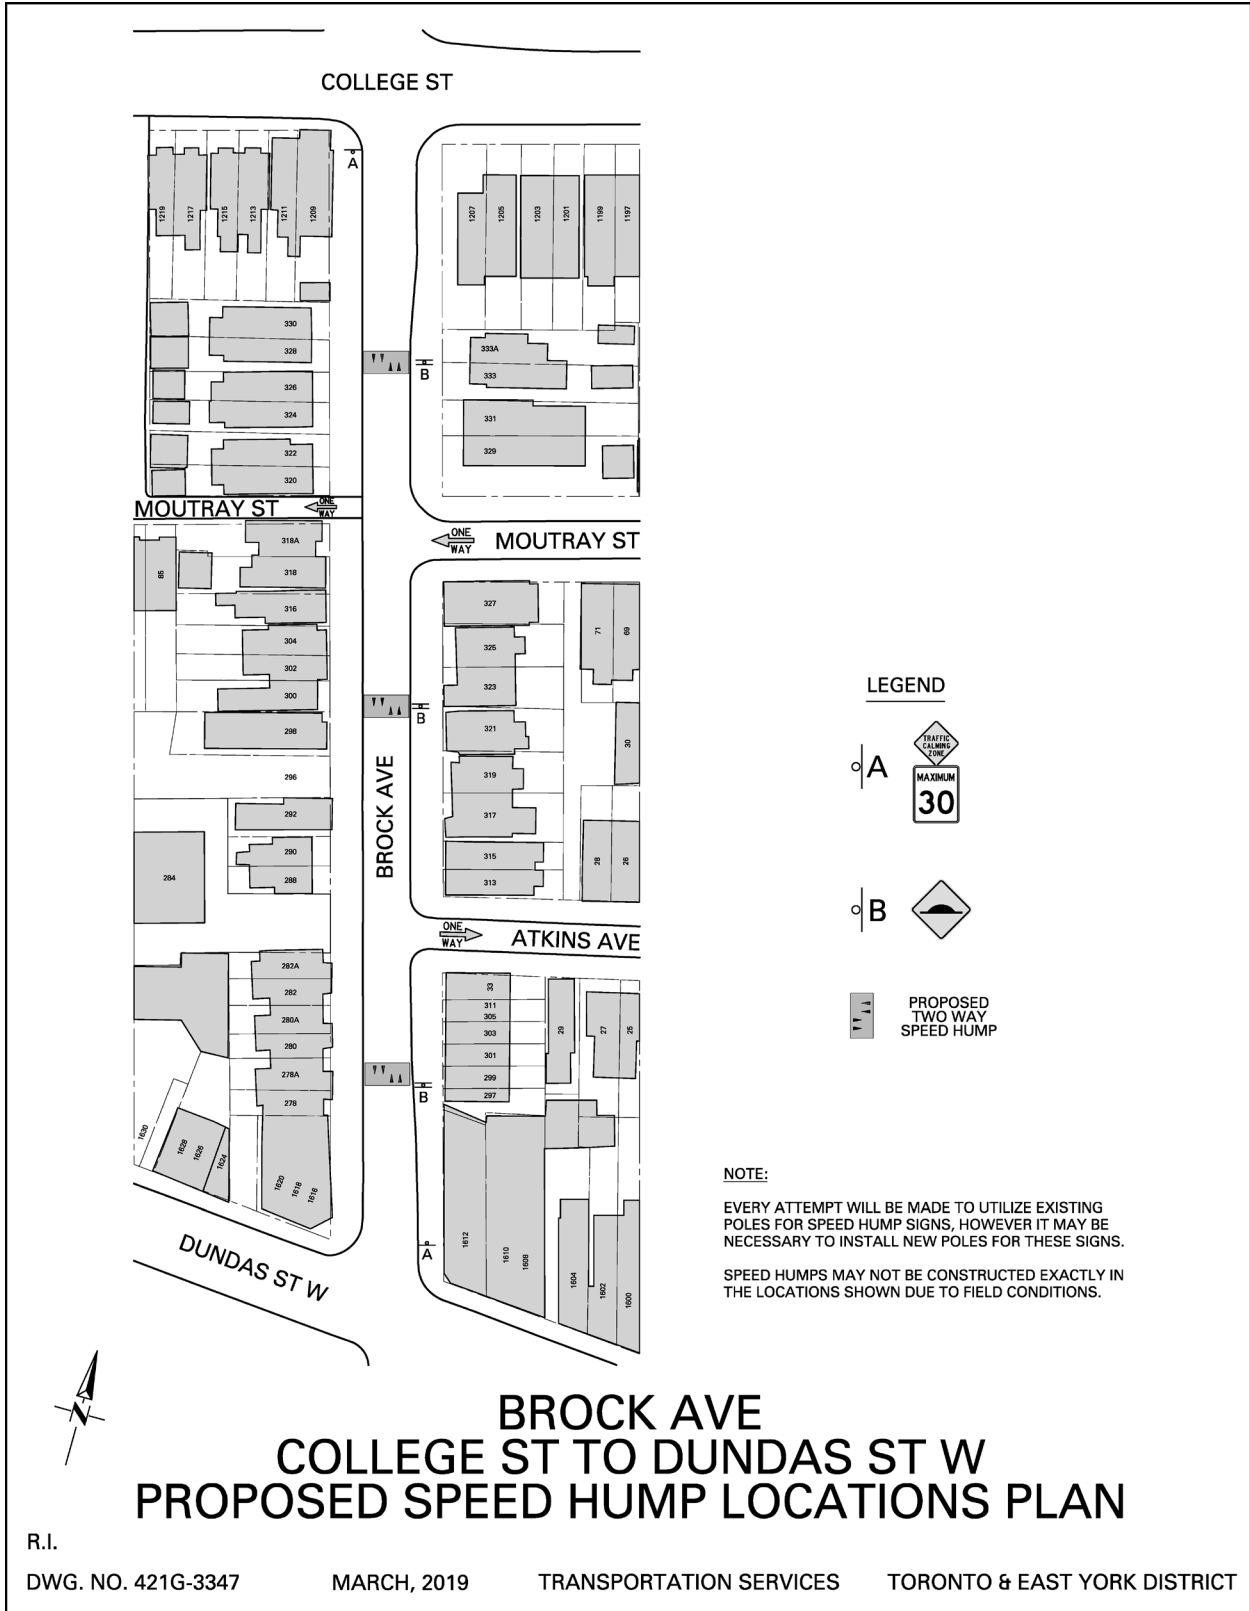 COLLEGE ST
A
1219
1217
1215
1213
1211
1209
1207
1205
1203
1201
1199
1197
330
328
326
324
322
320
333A
333
331
329
B
MOUTRAY ST
ONE
WAY
ONE
WAY
MOUTRAY ST
85
318A
318
316
304
302
300
298
296
292
290
288
284
327
325
323
321
319
317
315
313
71
69
30
28
26
B
BROCK AVE
ONE
WAY
ATKINS AVE
282A
282
280A
280
278A
278
33
311
305
303
301
299
297
29
27
25
B
1630
1628
1626
1624
1620
1618
1616
1612
1610
1608
1604
1602
1600
A
DUNDAS ST W
LEGEND
A
TRAFFIC
CALMING
ZONE
MAXIMUM
30
B
PROPOSED
TWO WAY
SPEED HUMP
NOTE:
EVERY ATTEMPT WILL BE MADE TO UTILIZE EXISTING
POLES FOR SPEED HUMP SIGNS, HOWEVER IT MAY BE
NECESSARY TO INSTALL NEW POLES FOR THESE SIGNS.
SPEED HUMPS MAY NOT BE CONSTRUCTED EXACTLY IN
THE LOCATIONS SHOWN DUE TO FIELD CONDITIONS.
N
BROCK AVE
COLLEGE ST TO DUNDAS ST W
PROPOSED SPEED HUMP LOCATIONS PLAN
R.I.
DWG. NO. 421G-3347 MARCH, 2019 TRANSPORTATION SERVICES TORONTO & EAST YORK DISTRICT